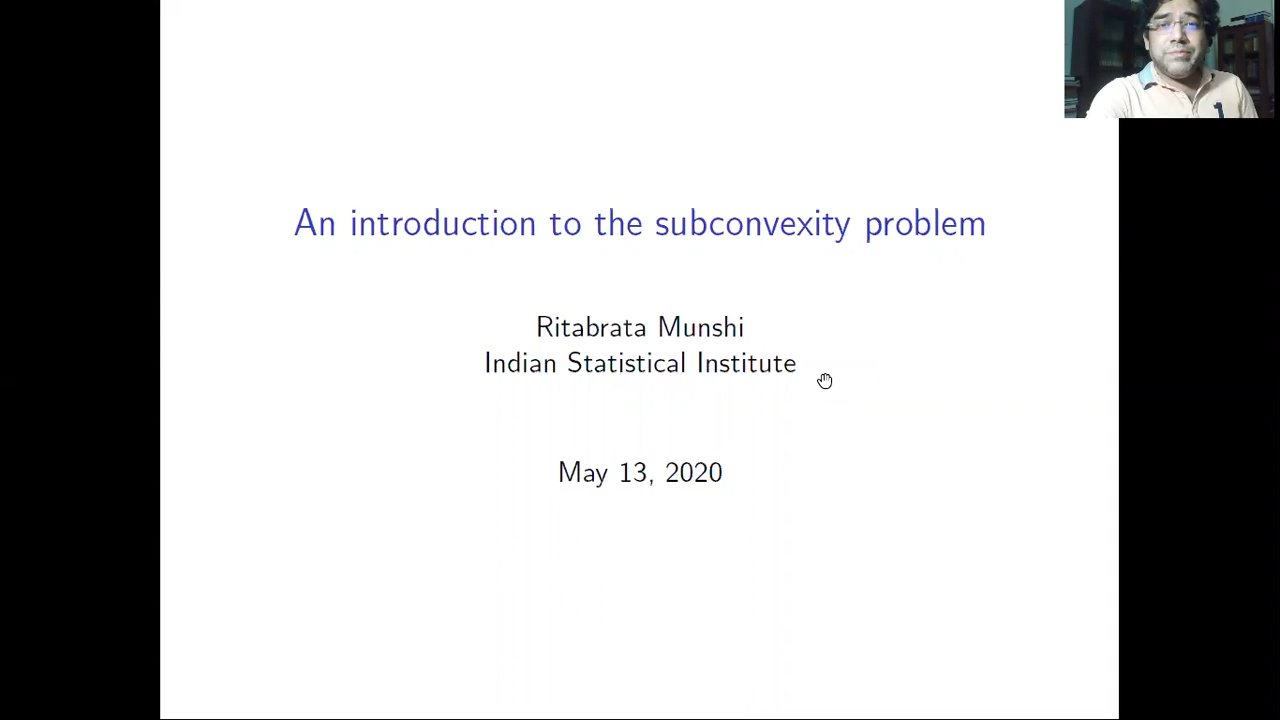 An introduction to the subconvexity problem
Ritabrata Munshi
Indian Statistical Institute
May 13, 2020